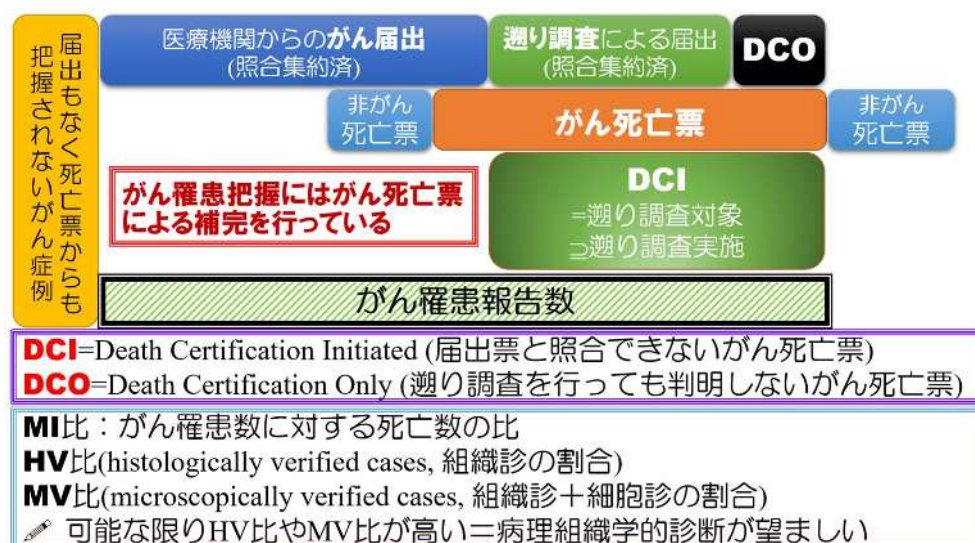 届出もなく死亡票からも
把握されないがん症例
医療機関からのがん届出
(照合集約済)
遡り調査による届出
(照合集約済)
DCO
非がん
死亡票
がん死亡票
非がん
死亡票
がん罹患把握にはがん死亡票
による補完を行っている
DCI
=遡り調査対象
⊃遡り調査実施
がん罹患報告数
DCI=Death Certification Initiated (届出票と照合できないがん死亡票)
DCO=Death Certification Only (遡り調査を行っても判明しないがん死亡票)
MI比：がん罹患数に対する死亡数の比
HV比(histologically verified cases, 組織診の割合)
MV比(microscopically verified cases, 組織診＋細胞診の割合)
✐ 可能な限りHV比やMV比が高い＝病理組織学的診断が望ましい